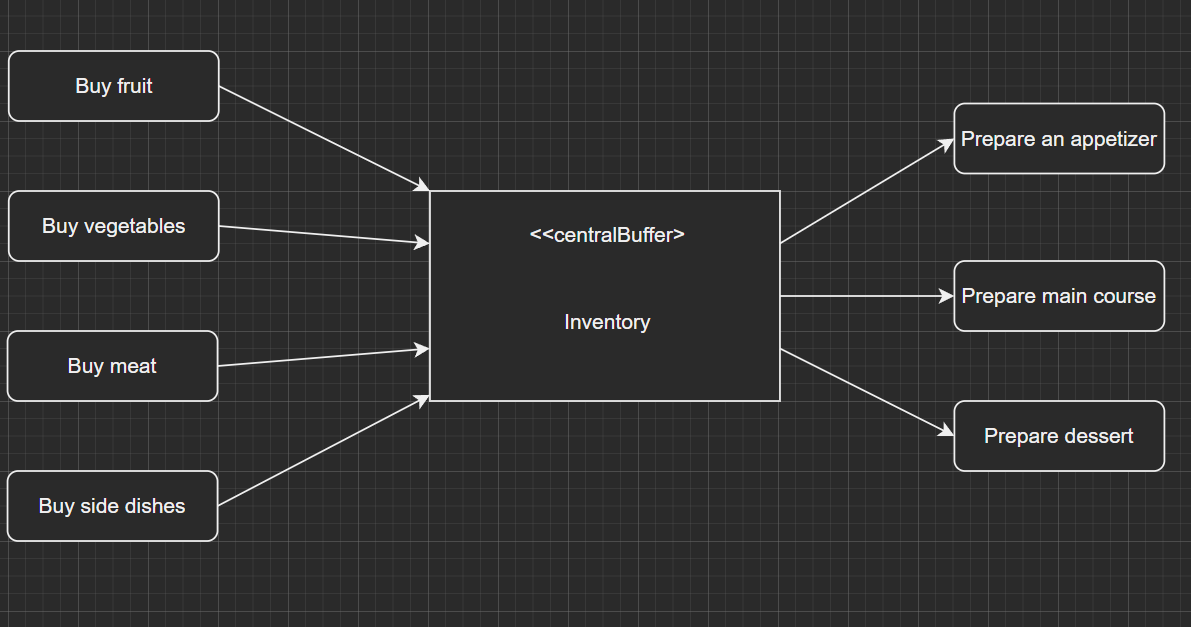 Buy fruit
Buy vegetables
Buy meat
Buy side dishes
<<centralBuffer>
Inventory
Prepare an appetizer
Prepare main course
Prepare dessert